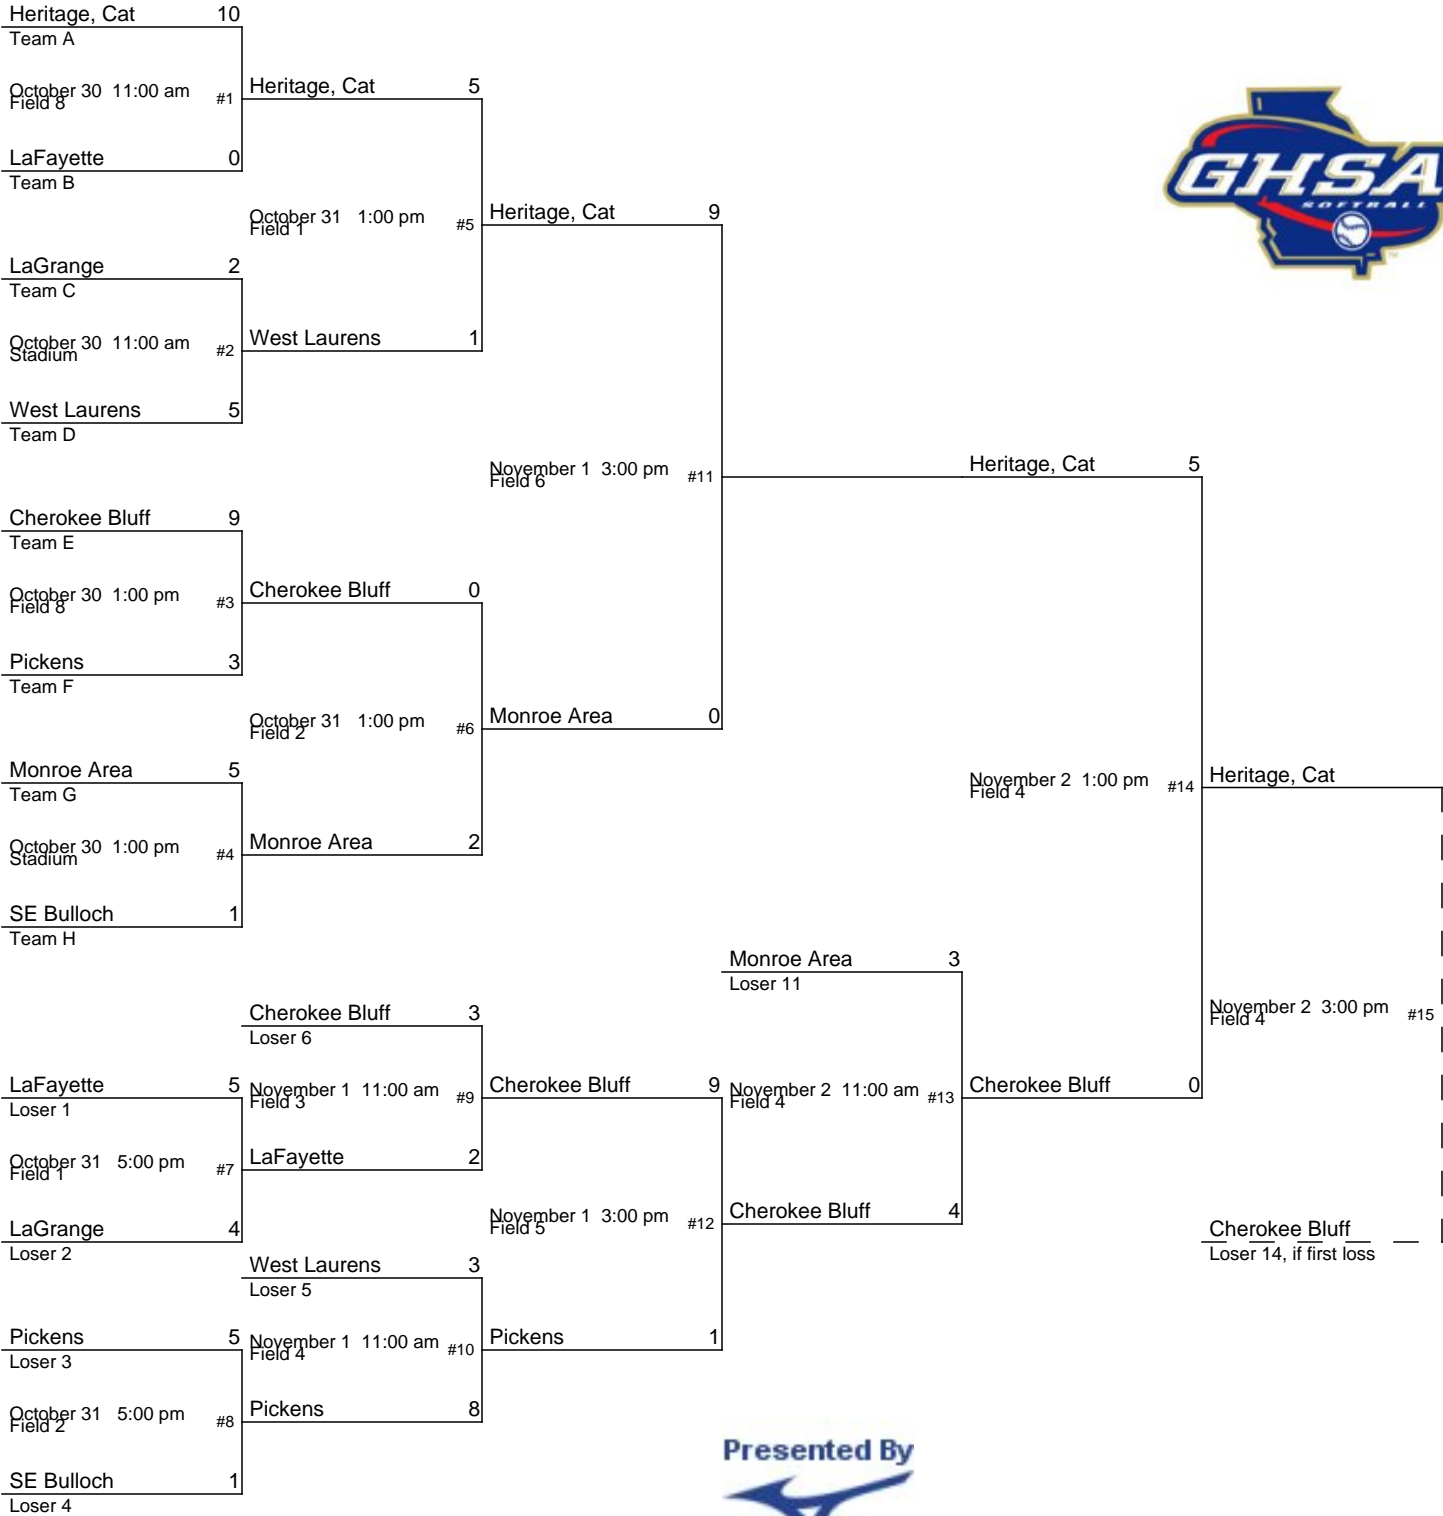 Heritage, Cat 10
Team A
October 30 11:00 am #1
Field 8
LaFayette 0
Team B
Heritage, Cat 5
October 31 1:00 pm #5
Field 1
LaGrange 2
Team C
October 30 11:00 am #2
Stadium
West Laurens 5
Team D
West Laurens 1
Heritage, Cat 9
GHSA
SOFTBALL
TM
November 1 3:00 pm #11
Field 6
Heritage, Cat 5
Cherokee Bluff 9
Team E
October 30 1:00 pm #3
Field 8
Pickens 3
Team F
Cherokee Bluff 0
October 31 1:00 pm #6
Field 2
Monroe Area 0
Monroe Area 5
Team G
October 30 1:00 pm #4
Stadium
SE Bulloch 1
Team H
Monroe Area 2
November 2 1:00 pm #14
Field 4
Heritage, Cat
Monroe Area 3
Loser 11
Cherokee Bluff 3
Loser 6
November 2 3:00 pm #15
Field 4
LaFayette 5
Loser 1
November 1 11:00 am #9
Field 3
Cherokee Bluff 9
November 2 11:00 am #13
Field 4
Cherokee Bluff 0
October 31 5:00 pm #7
Field 1
LaFayette 2
LaGrange 4
Loser 2
November 1 3:00 pm #12
Field 5
Cherokee Bluff 4
Cherokee Bluff
Loser 14, if first loss
West Laurens 3
Loser 5
Pickens 5
Loser 3
November 1 11:00 am #10
Field 4
Pickens 1
October 31 5:00 pm #8
Field 2
Pickens 8
SE Bulloch 1
Loser 4
Presented By